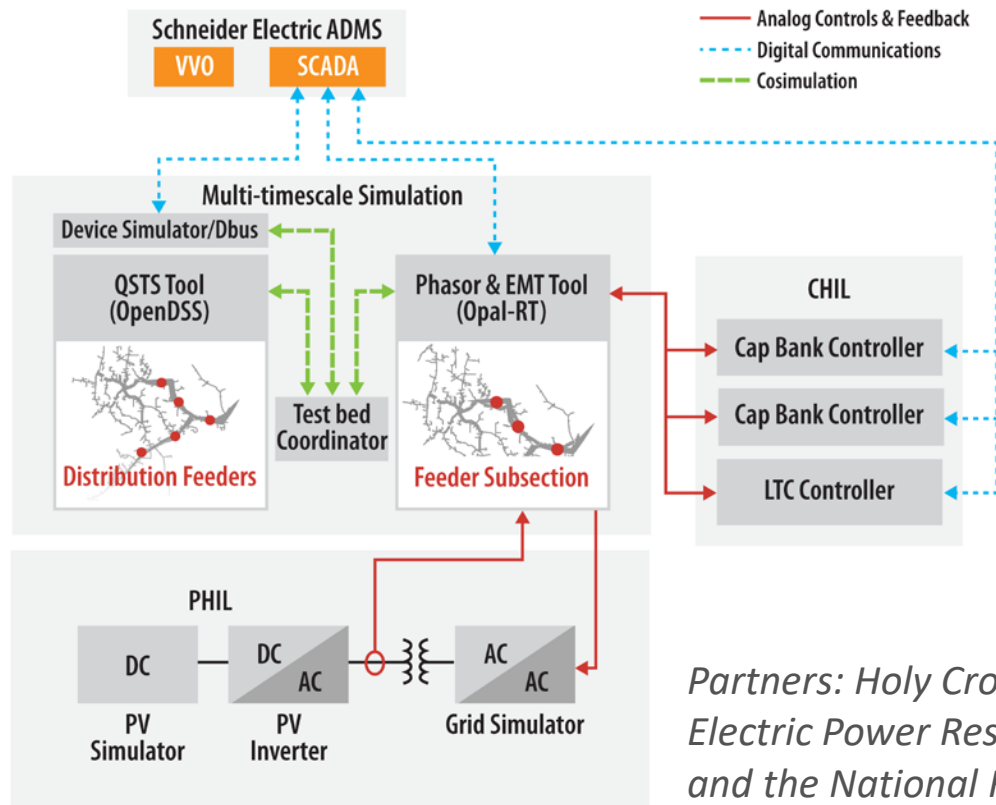 Schneider Electric ADMS
VVO
SCADA
Analog Controls & Feedback
Digital Communications
Cosimulation
Multi-timescale Simulation
Device Simulator/Dbus
QSTS Tool
(OpenDSS)
Distribution Feeders
Test bed
Coordinator
Phasor & EMT Tool
(Opal-RT)
Feeder Subsection
CHIL
Cap Bank Controller
Cap Bank Controller
LTC Controller
PHIL
DC
PV
Simulator
DC
AC
PV
Inverter
AC
AC
Grid Simulator
Partners: Holy
Electric Power
and the National